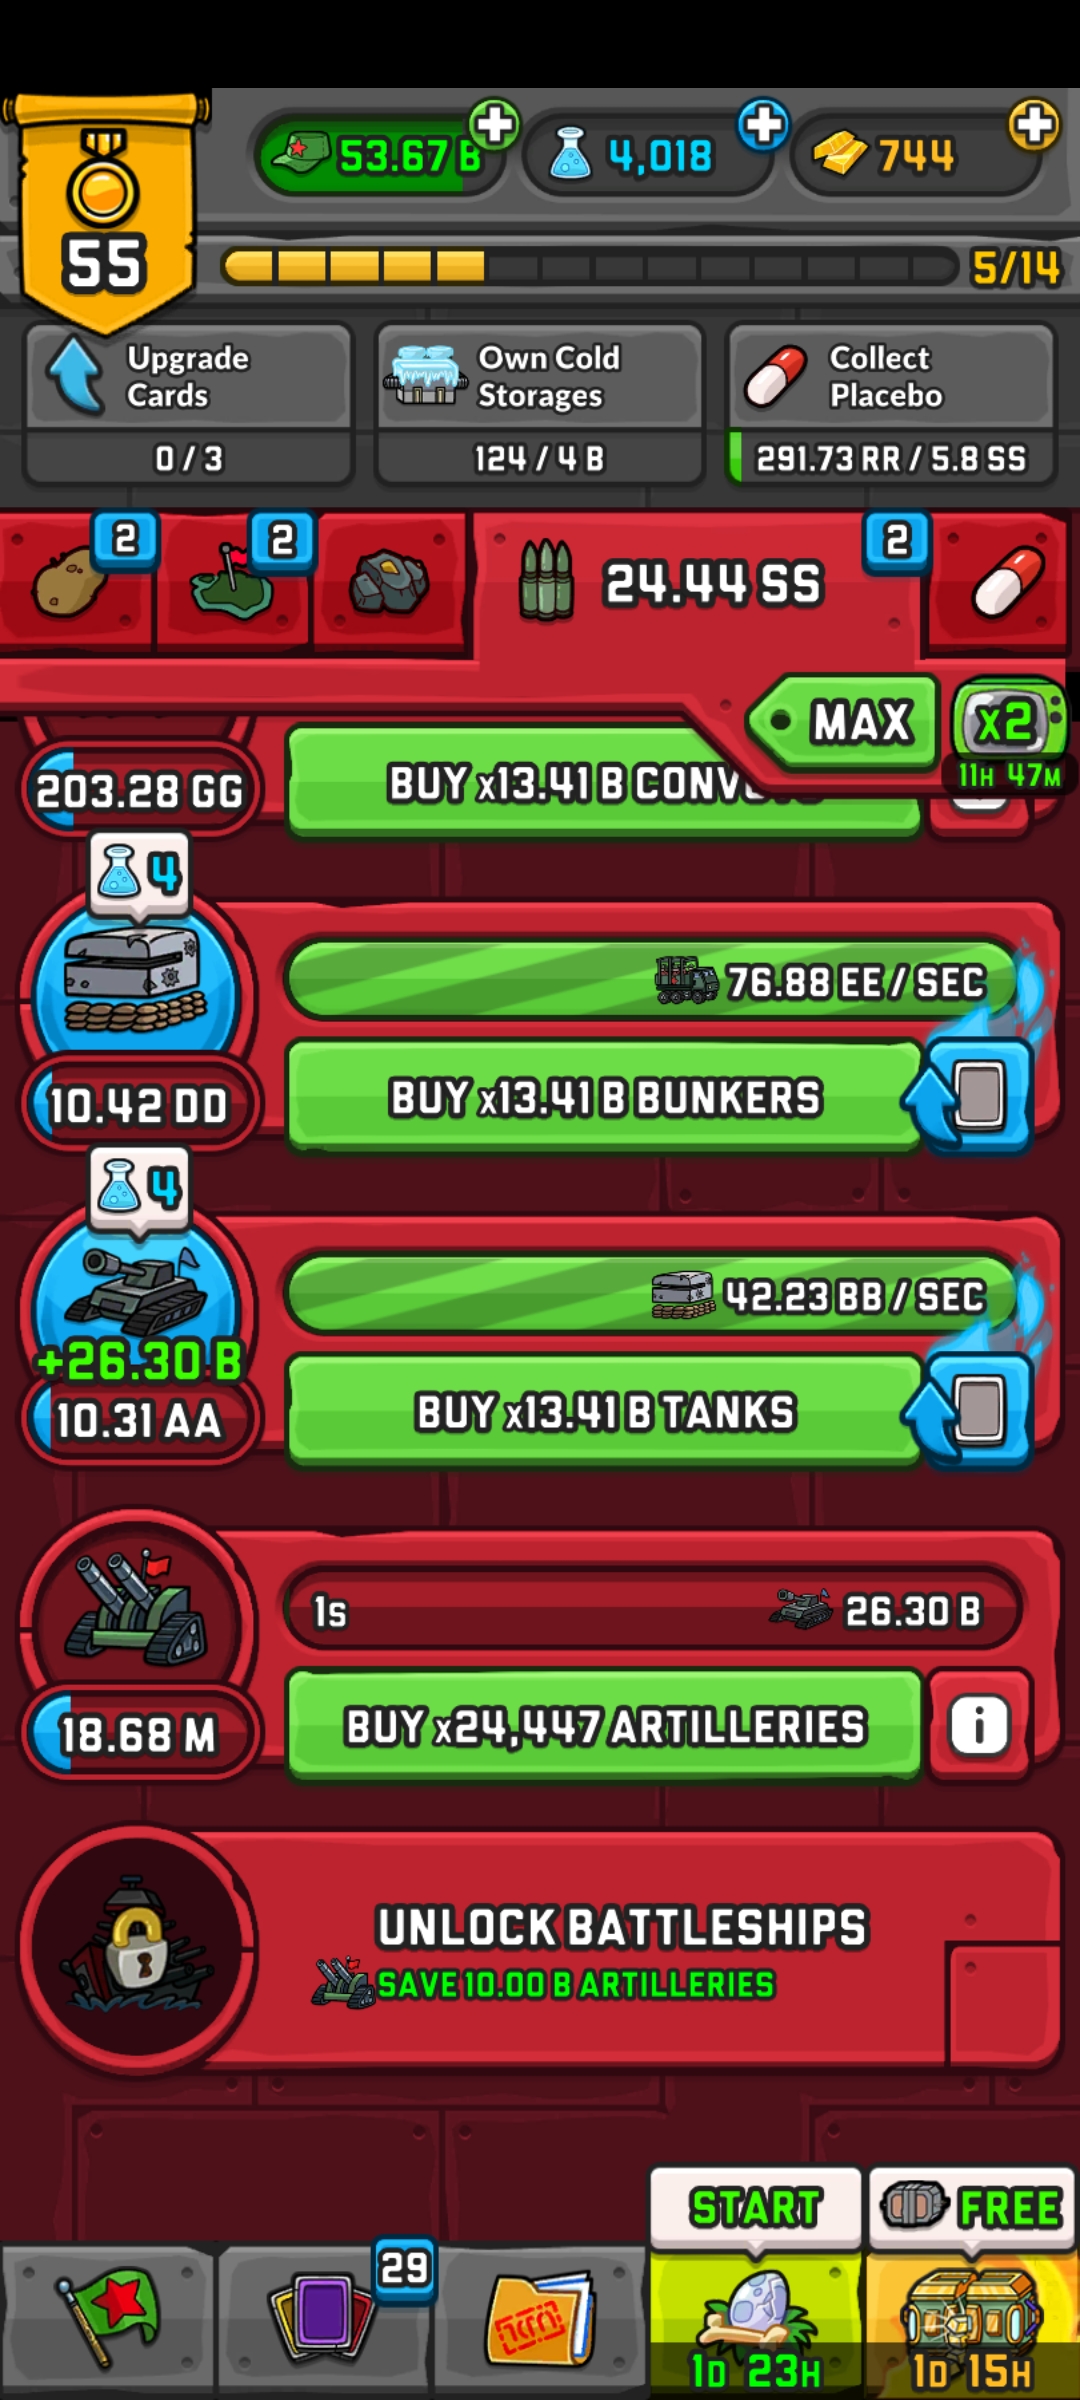 53.67 B
4,018
744
55
5/14
Upgrade
Cards
Own Cold
Storages
Collect
Placebo
0 / 3
124 / 4 B
291.73 RR / 5.8 SS
2
2
24.44 SS
2
MAX
x2
11H 47M
203.28 GG
BUY x13.41 B
4
76.88 EE / SEC
10.42 DD
BUY x13.41 B BUNKERS
4
42.23 BB / SEC
+26.30 B
10.31 AA
BUY x13.41 B TANKS
1s
26.30 B
18.68 M
BUY x24,447 ARTILLERIES
i
UNLOCK BATTLESHIPS
SAVE 10.00 B ARTILLERIES
START
FREE
29
1D 23H
1D 15H